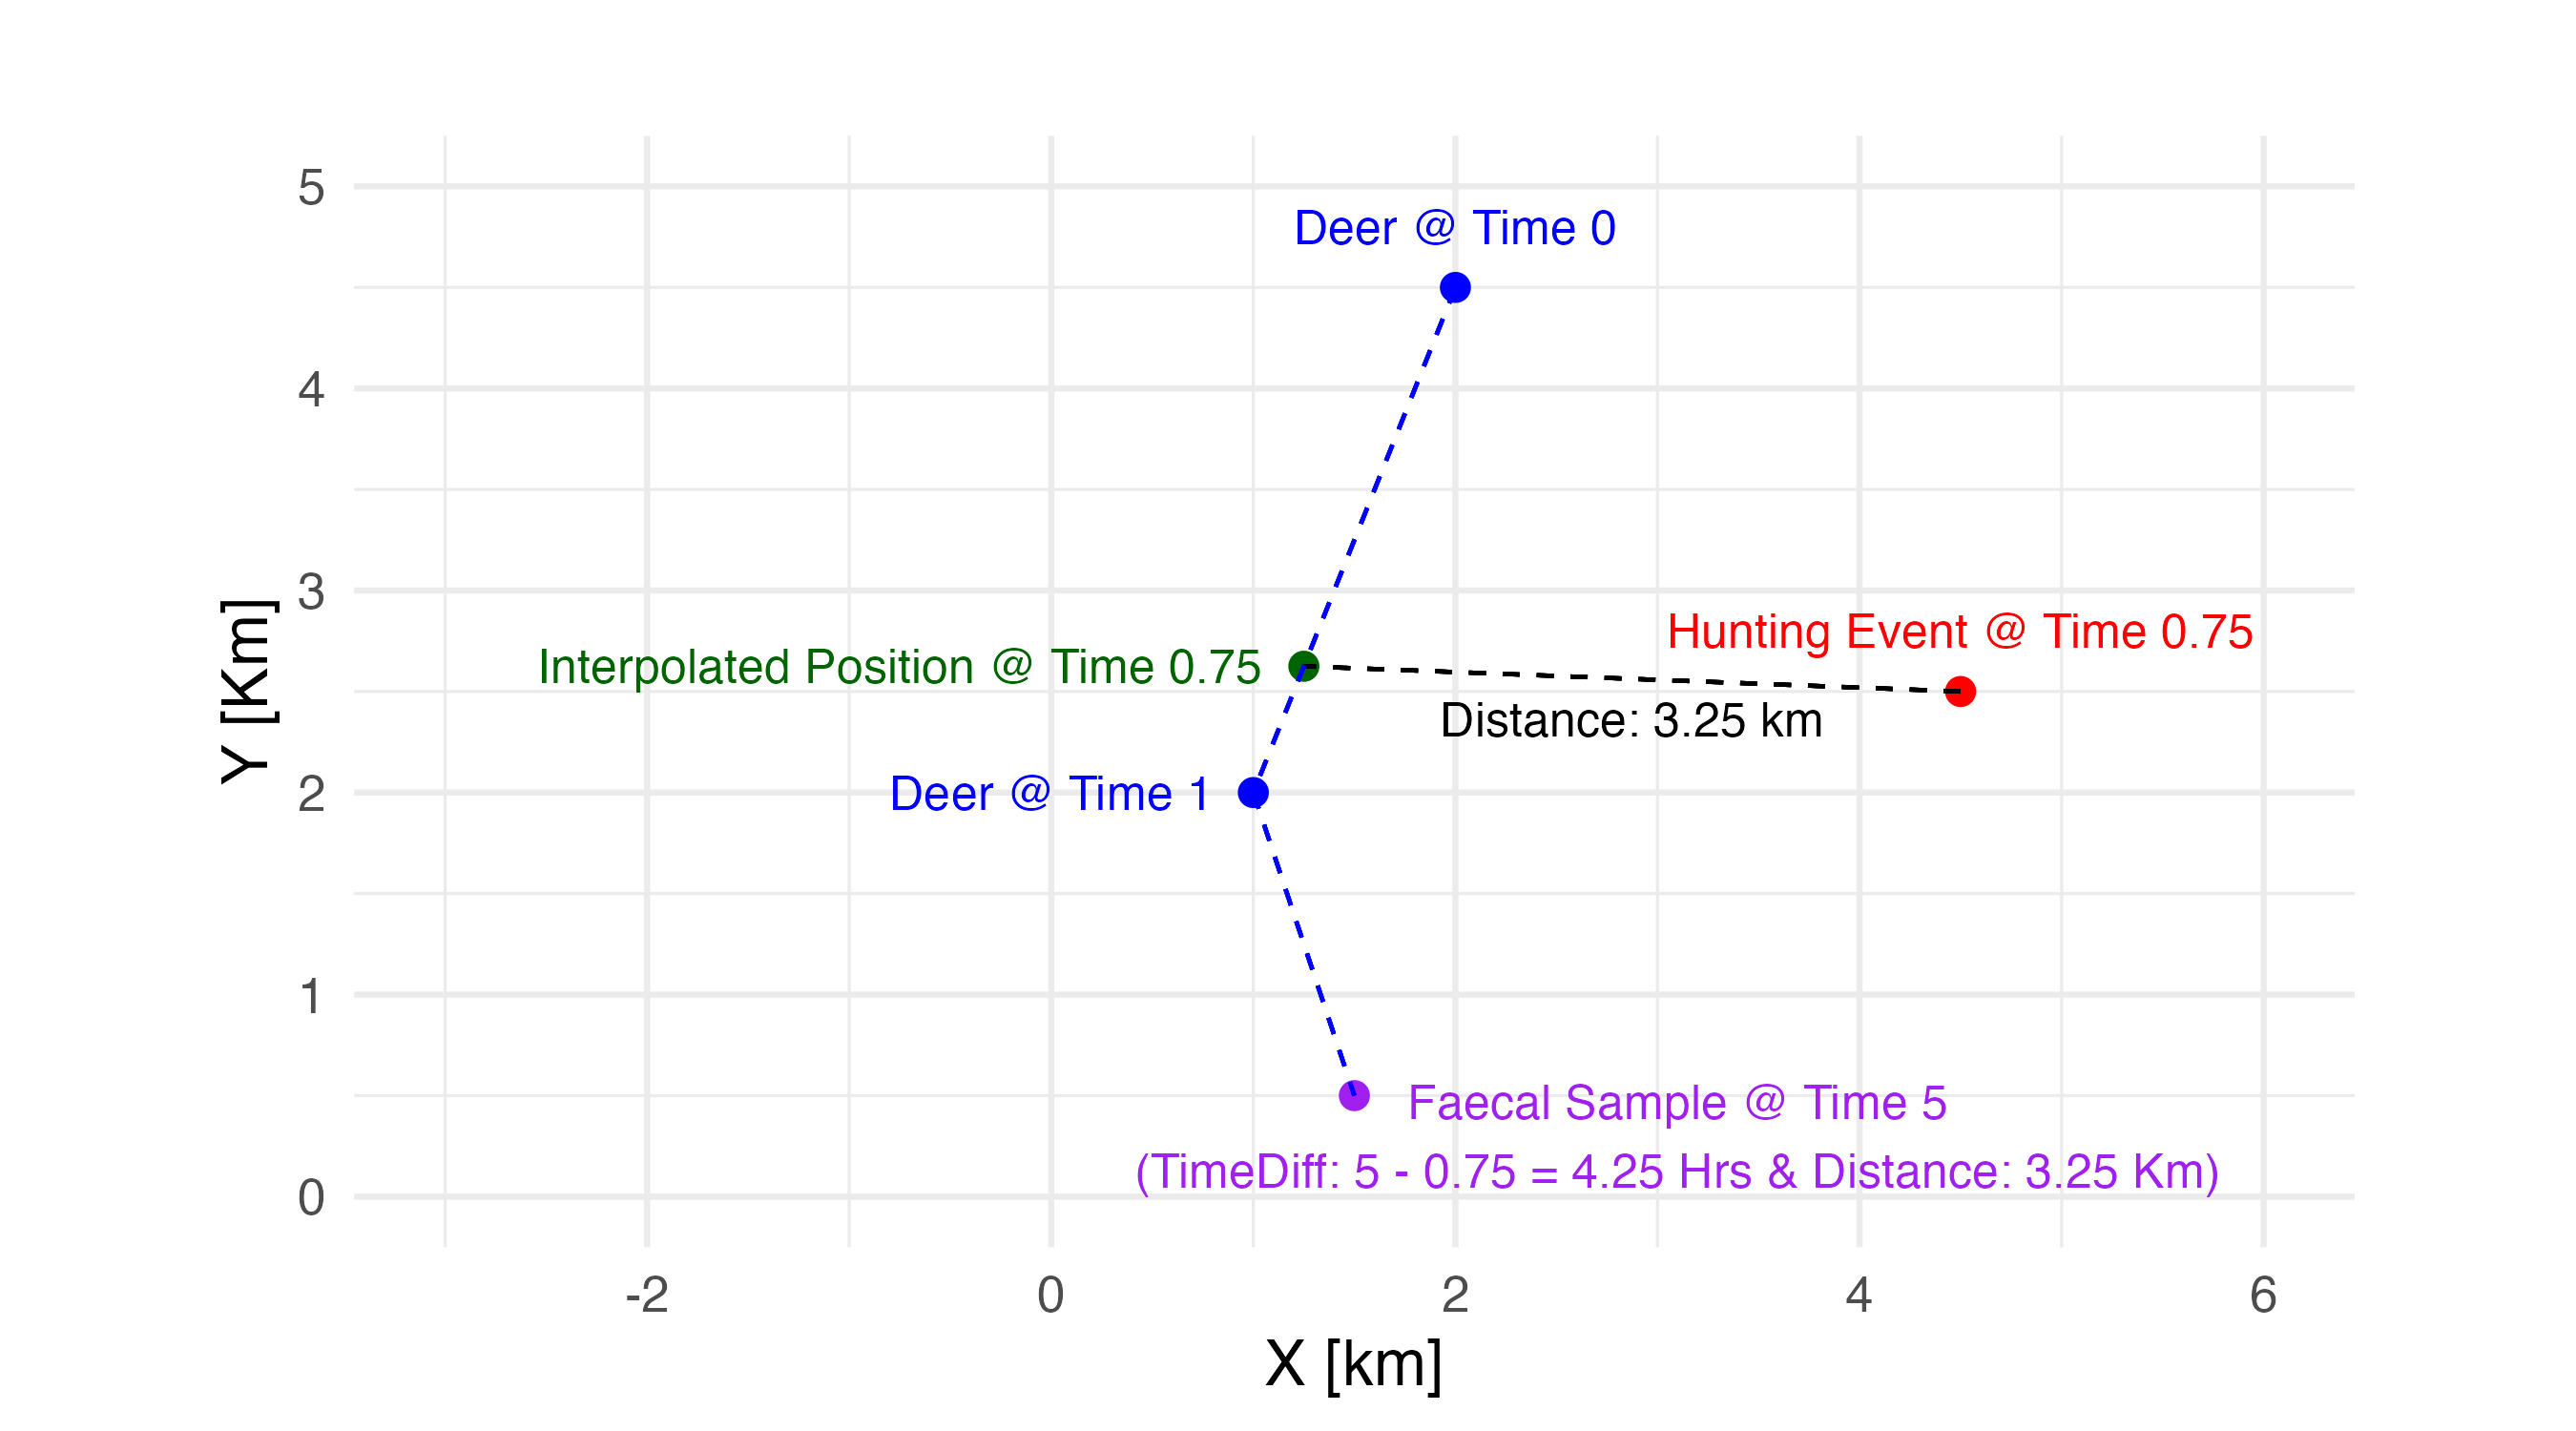 5
Deer @ Time 0
4
3
Hunting Event @ Time 0.75
Interpolated Position @ Time 0.75
Distance: 3.25 km
Y [Km]
2
Deer @ Time 1
1
Faecal Sample @ Time 5
(TimeDiff: 5 - 0.75 = 4.25 Hrs & Distance: 3.25 Km)
0
-2 0 2 4 6
X [km]